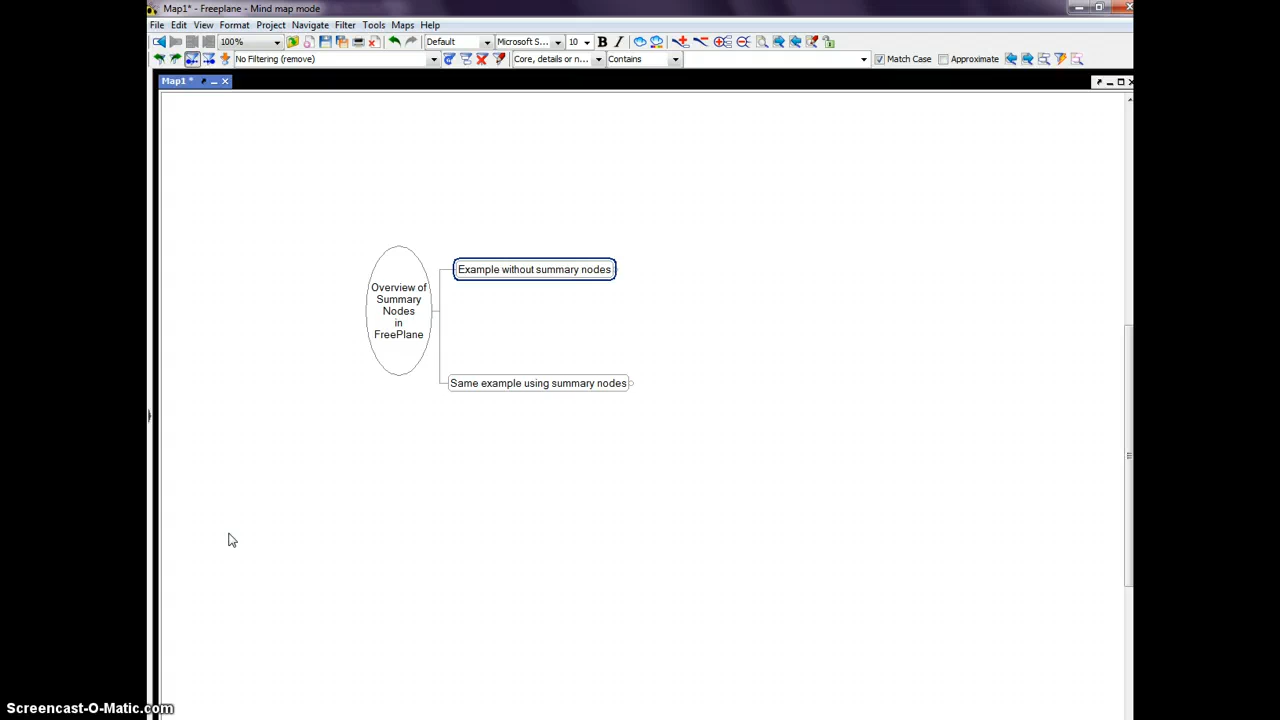 Map1* - Freeplane - Mind map mode
File Edit View Format Project Navigate Filter Tools Maps Help
100% Default Microsoft S... 10 B I
No Filtering (remove) Core, details or n... Contains Match Case Approximate
Map1 *
Example without summary nodes
Overview of
Summary
Nodes
in
FreePlane
Same example using summary nodes
Screencast-O-Matic.com